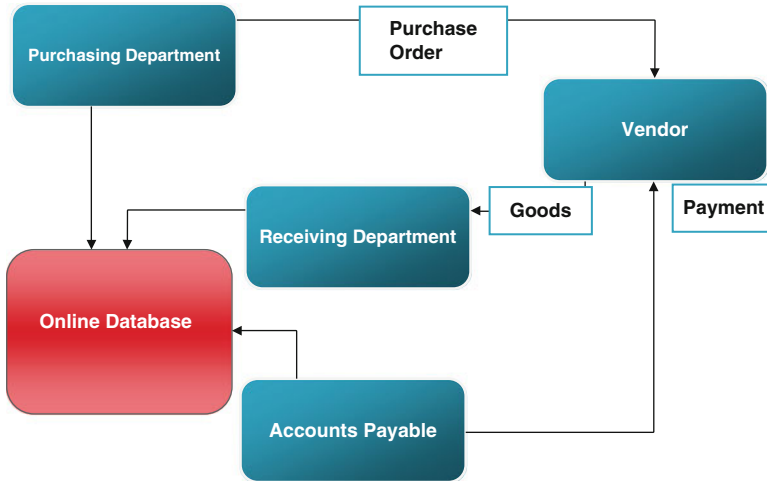 Purchasing Department
Purchase
Order
Vendor
Goods
Payment
Receiving Department
Online Database
Accounts Payable